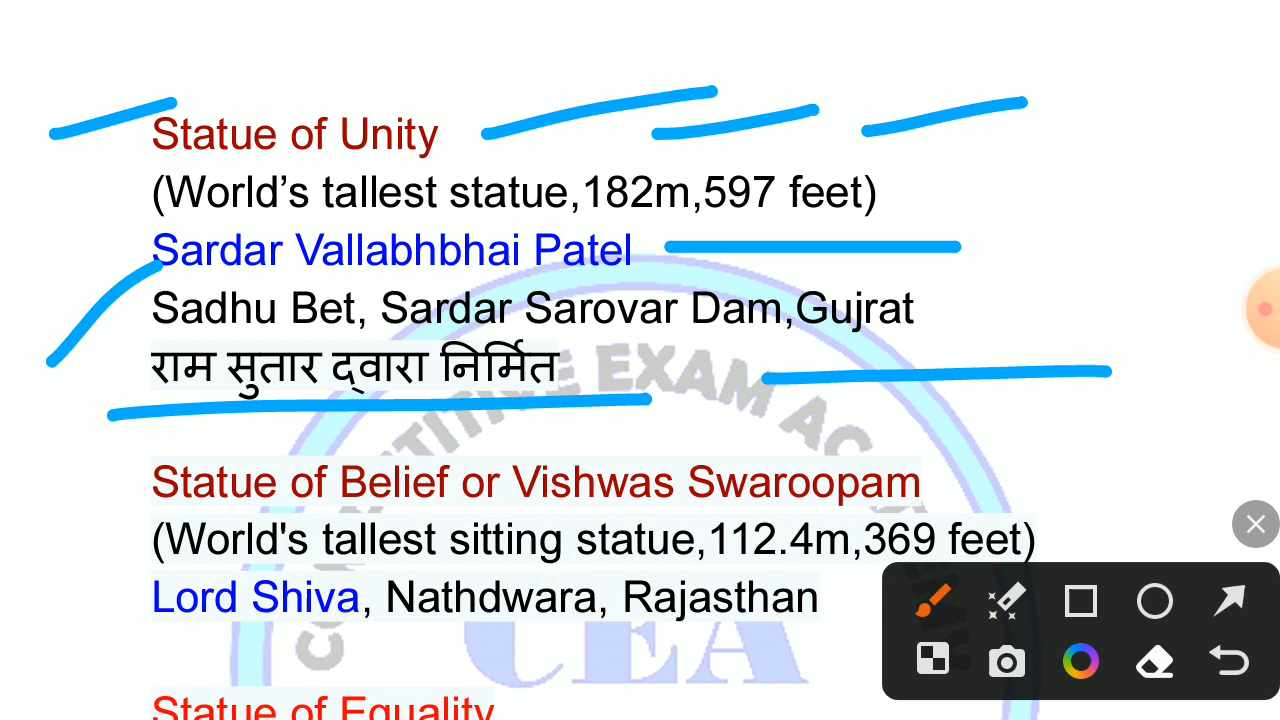 Statue of Unity
(World’s tallest statue,182m,597 feet)
Sardar Vallabhbhai Patel
Sadhu Bet, Sardar Sarovar Dam,Gujrat
राम सुतार द्वारा निर्मित
Statue of Belief or Vishwas Swaroopam
(World's tallest sitting statue,112.4m,369 feet)
Lord Shiva, Nathdwara, Rajasthan
CEA
Statue of Equality